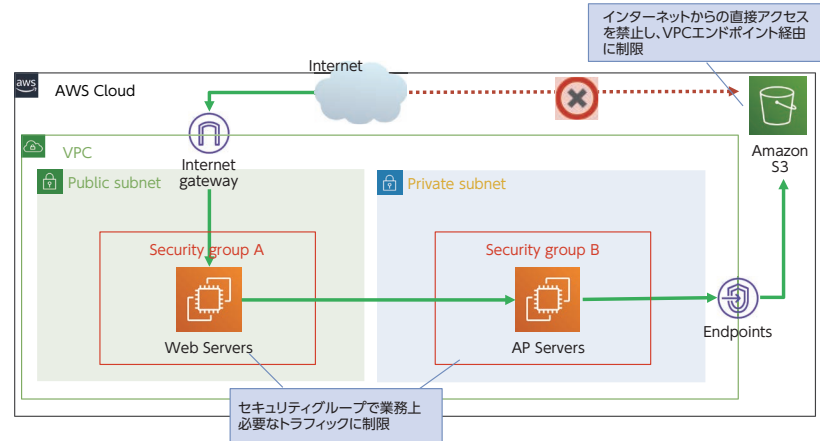 インターネットからの直接アクセス
を禁止し、VPCエンドポイント経由
に制限
Internet
aws
AWS Cloud
VPC
Internet
gateway
Amazon
S3
Public subnet
Private subnet
Security group A
Security group B
Web Servers
AP Servers
Endpoints
セキュリティグループで業務上
必要なトラフィックに制限